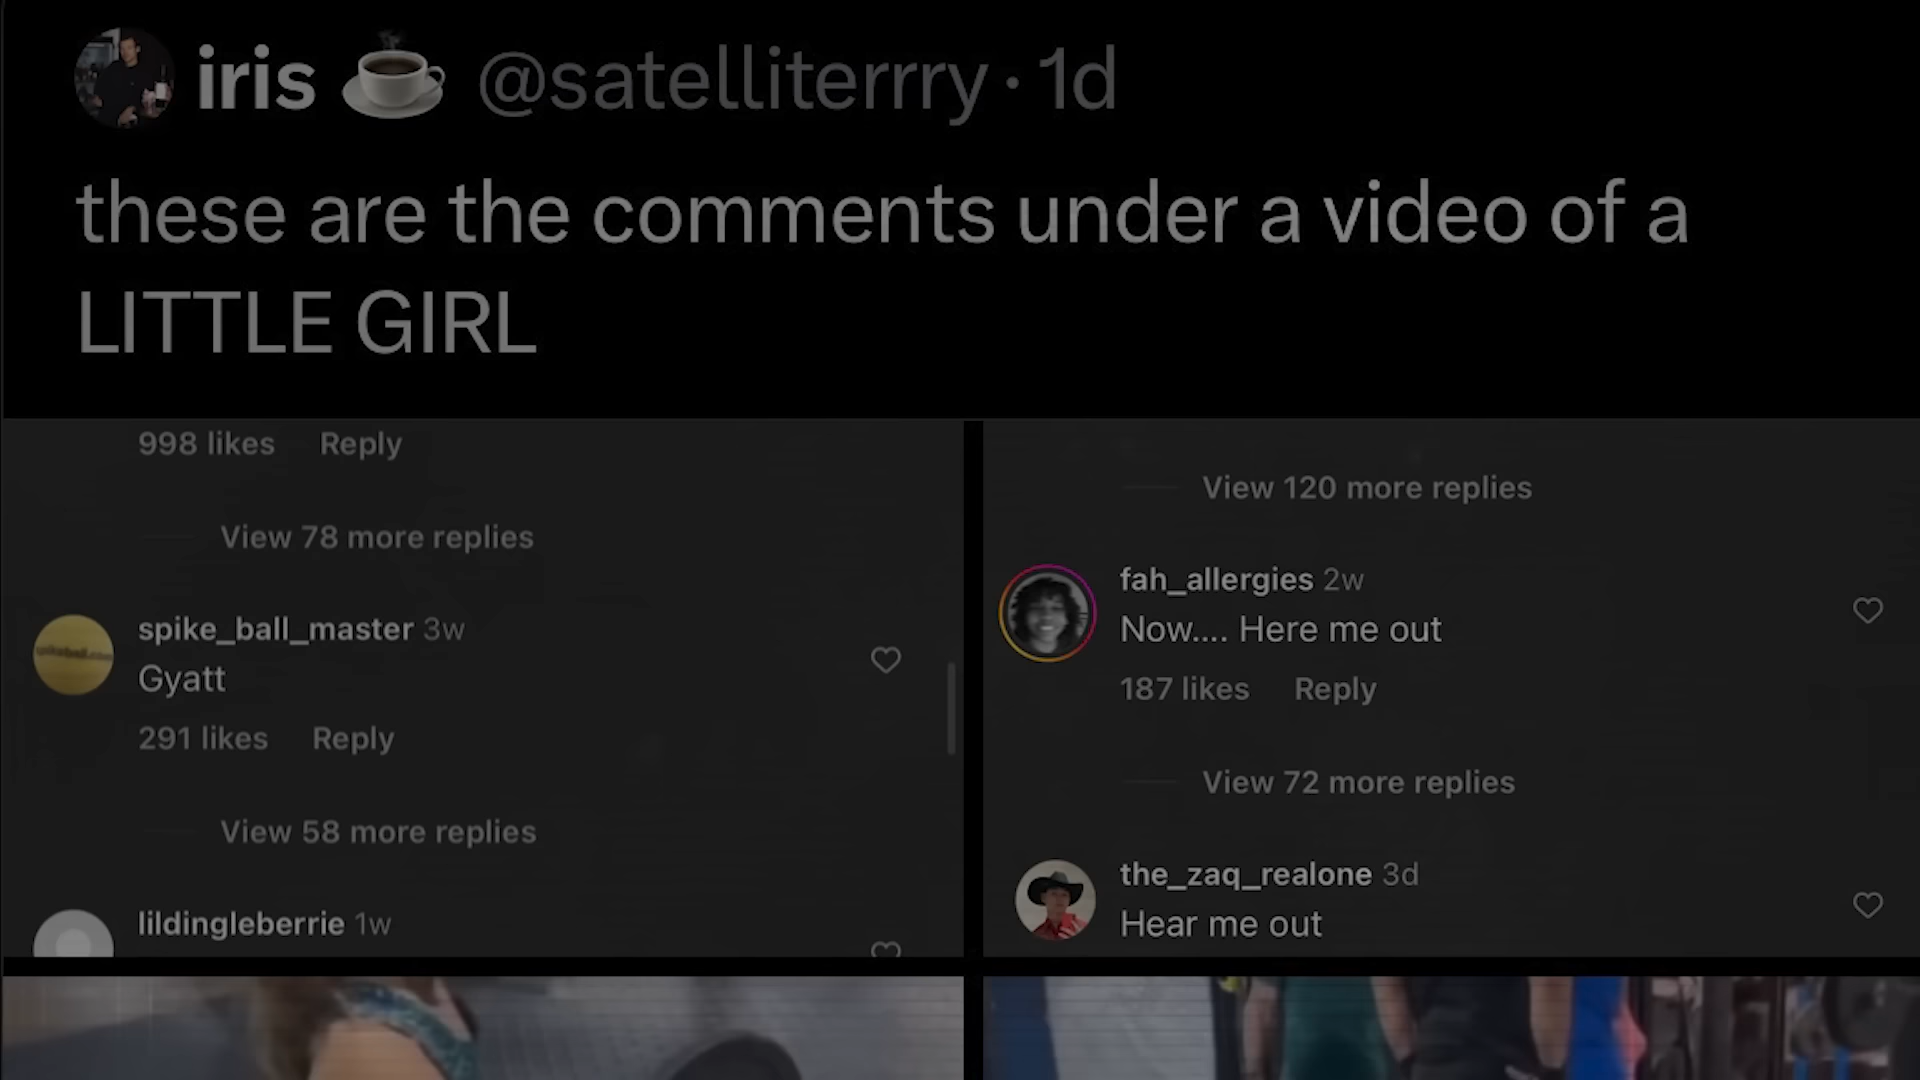 iris ☕ @satelliterrry · 1d
these are the comments under a video of a
LITTLE GIRL
998 likes Reply
View 78 more replies
spike_ball_master 3w
Gyatt
291 likes Reply
View 58 more replies
lildingleberrie 1w
View 120 more replies
fah_allergies 2w
Now.... Here me out
187 likes Reply
View 72 more replies
the_zaq_realone 3d
Hear me out